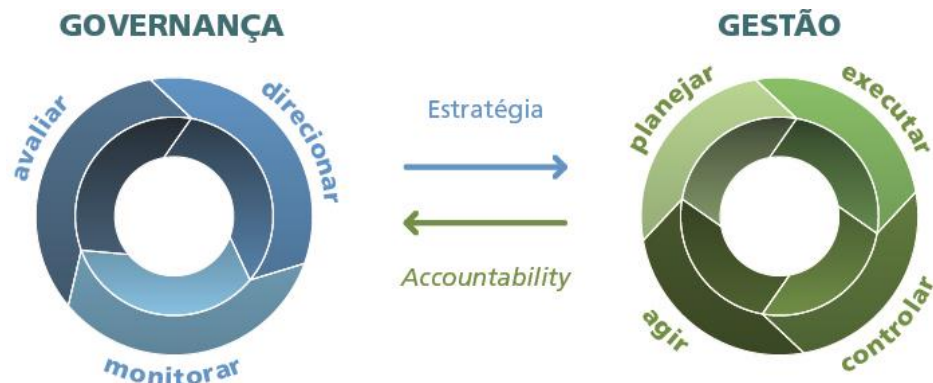 GOVERNANÇA
avaliar
direcionar
monitorar
Estratégia
Accountability
GESTÃO
planejar
executar
controlar
agir